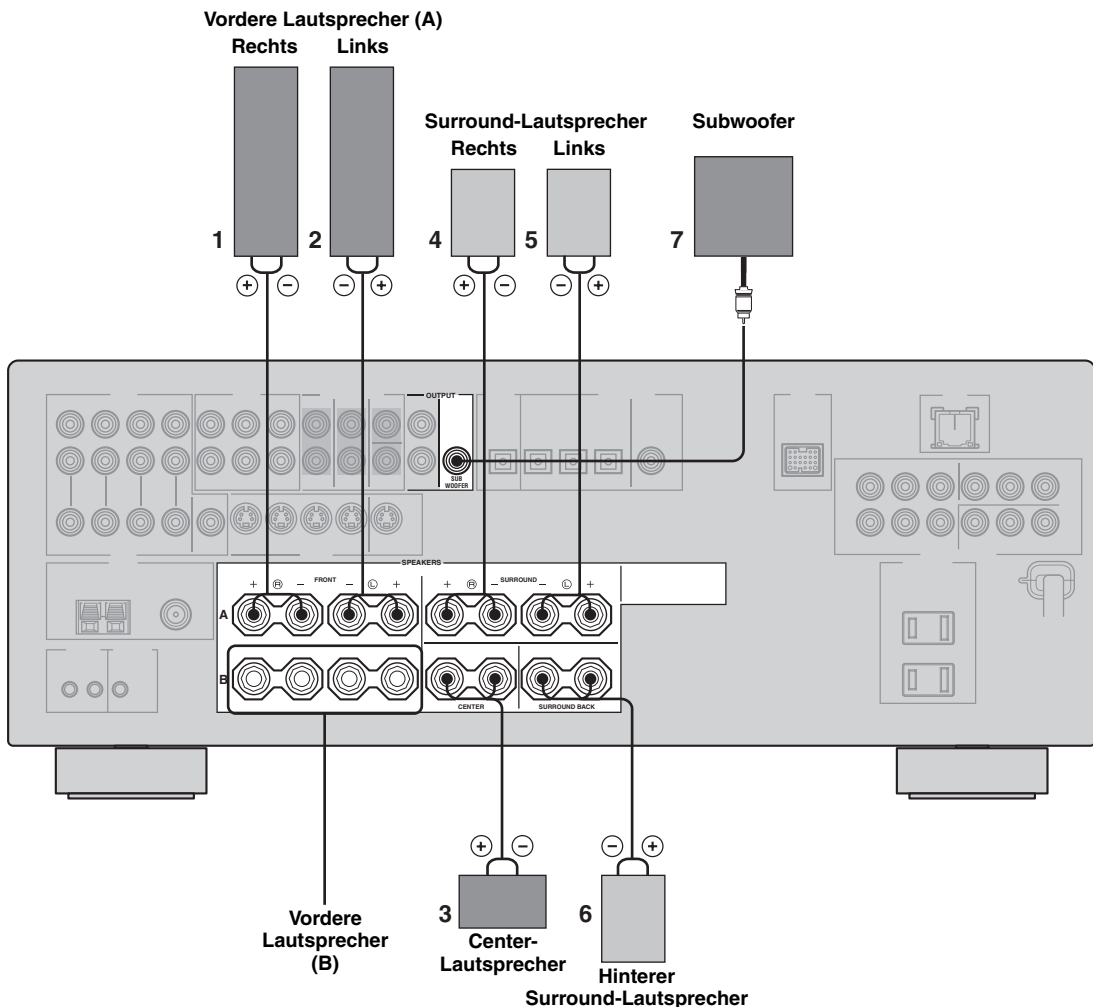 Vordere Lautsprecher (A)
Rechts Links
Surround-Lautsprecher
Rechts Links
Subwoofer
1 2 4 5 7
+ - - + + - - +
OUTPUT
SUB
WOOFER
SPEAKERS
+ R - FRONT - L + + R - SURROUND - L +
A
B
CENTER SURROUND BACK
+ - - +
3 6
Vordere
Lautsprecher
(B)
Center-
Lautsprecher
Hinterer
Surround-Lautsprecher